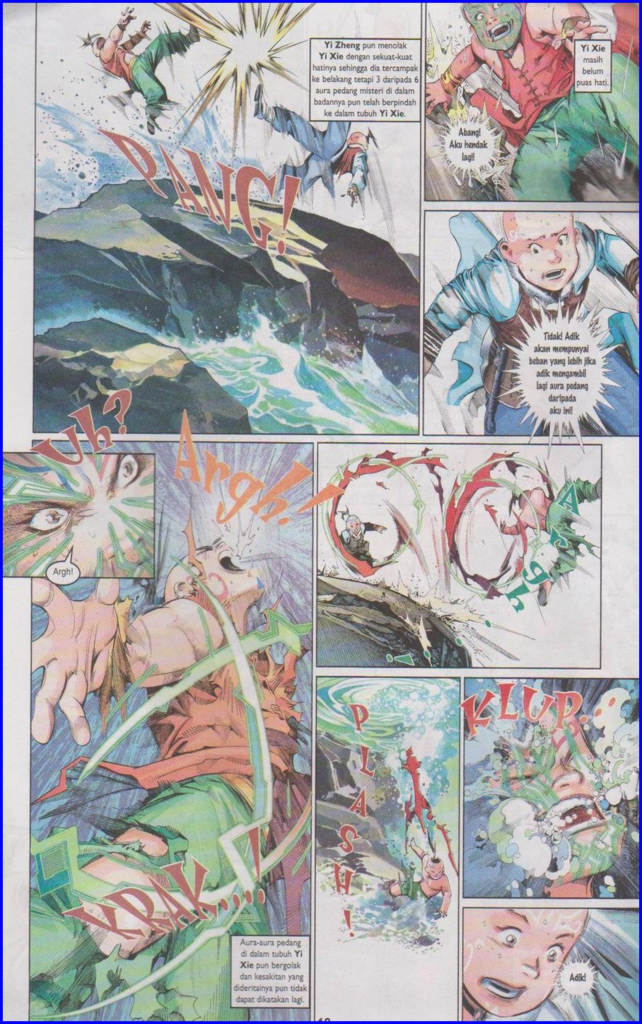 PANG!
Yi Zheng pun menolak
Yi Xie dengan sekuat-kuat
hatinya sehingga dia tercampak
ke belakang tetapi 3 daripada 6
aura pedang misteri di dalam
badannya pun telah berpindah
ke dalam tubuh Yi Xie.
Yi Xie
masih
belum
puas hati.
Abang!
Aku hendak
lagi!
Tidak! Adik
akan mempunyai
beban yang lebih jika
adik mengambil
lagi aura pedang
daripada
aku ini!
Uh?
Argh!
Argh!
KRAK....!
Aura-aura pedang
di dalam tubuh Yi
Xie pun bergolak
dan kesakitan yang
dideritainya pun tidak
dapat dikatakan lagi.
Argh
!
!
PLASH!
KLUP.
Adik!